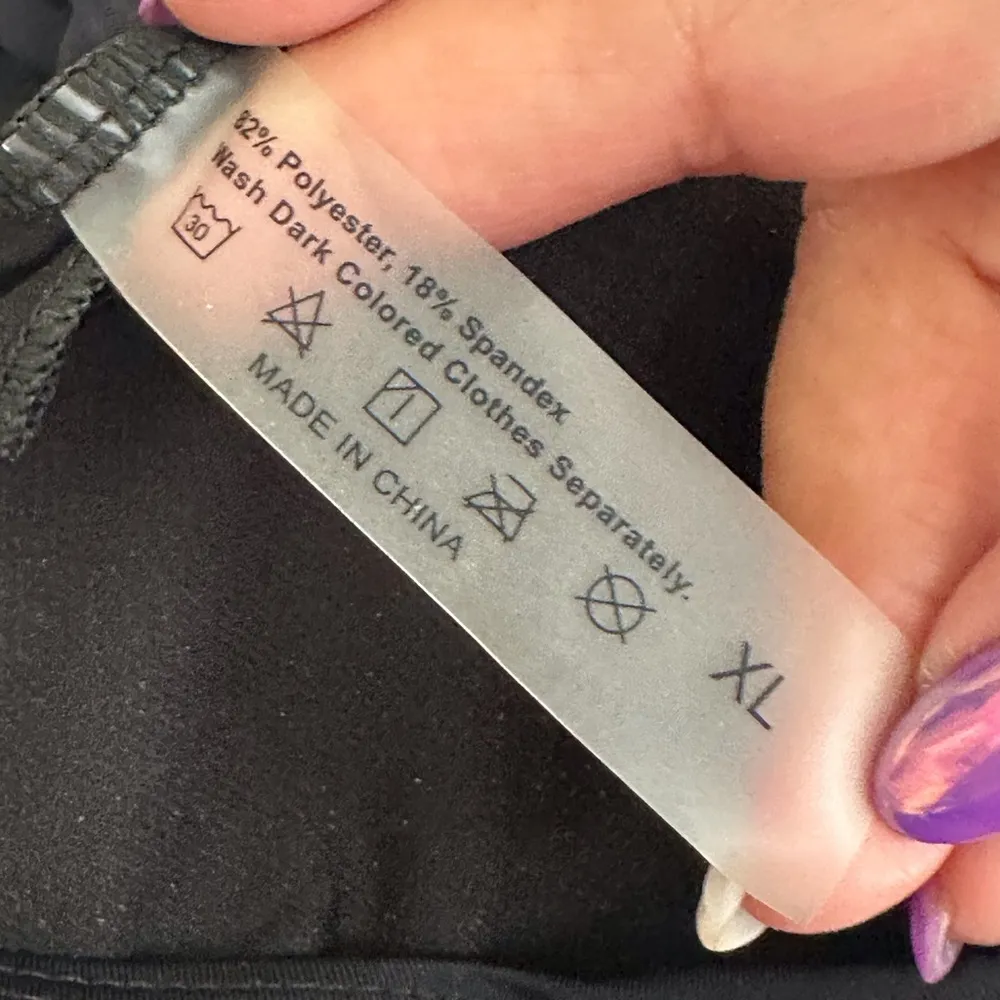 82% Polyester, 18% Spandex
Wash Dark Colored Clothes Separately.
30
MADE IN CHINA
XL